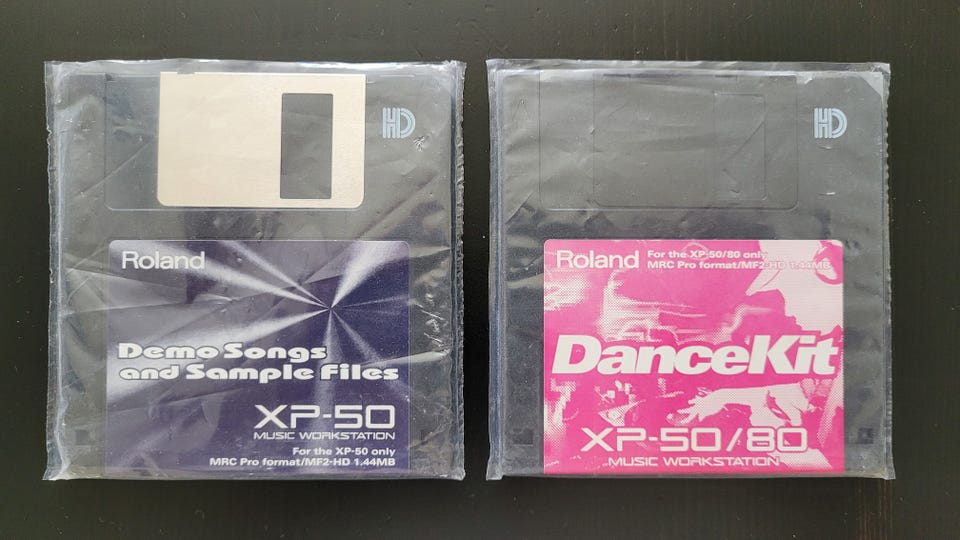 HD
Roland
Demo Songs
and Sample Files
XP-50
MUSIC WORKSTATION
For the XP-50 only
MRC Pro format/MF2-HD 1.44MB
HD
Roland
For the XP-50/80 only
MRC Pro format/MF2-HD 1.44MB
DanceKit
XP-50/80
MUSIC WORKSTATION